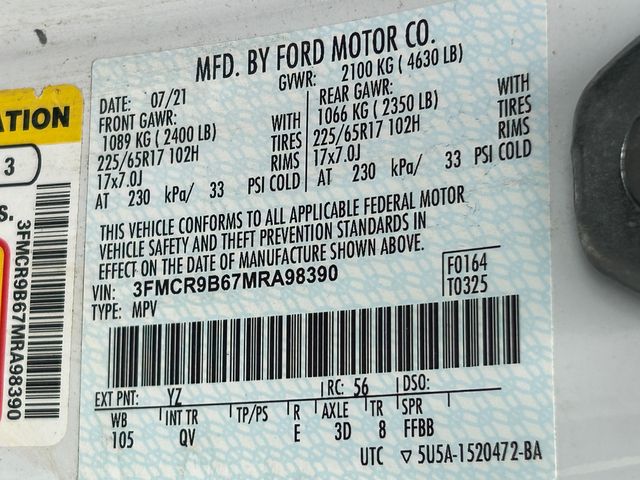 MFD. BY FORD MOTOR CO.
DATE: 07/21
GVWR: 2100 KG ( 4630 LB)
FRONT GAWR:
1089 KG ( 2400 LB) WITH
225/65R17 102H TIRES
17x7.0J RIMS
AT 230 kPa/ 33 PSI COLD
REAR GAWR:
1066 KG ( 2350 LB) WITH
225/65R17 102H TIRES
17x7.0J RIMS
AT 230 kPa/ 33 PSI COLD
THIS VEHICLE CONFORMS TO ALL APPLICABLE FEDERAL MOTOR
VEHICLE SAFETY AND THEFT PREVENTION STANDARDS IN
EFFECT ON THE DATE OF MANUFACTURE SHOWN ABOVE.
VIN: 3FMCR9B67MRA98390
TYPE: MPV
F0164
T0325
EXT PNT: YZ RC: 56 DSO:
WB INT TR TP/PS R AXLE TR SPR
105 QV E 3D 8 FFBB
UTC ▽5U5A-1520472-BA
ATION
3
S.
3FMCR9B67MRA98390